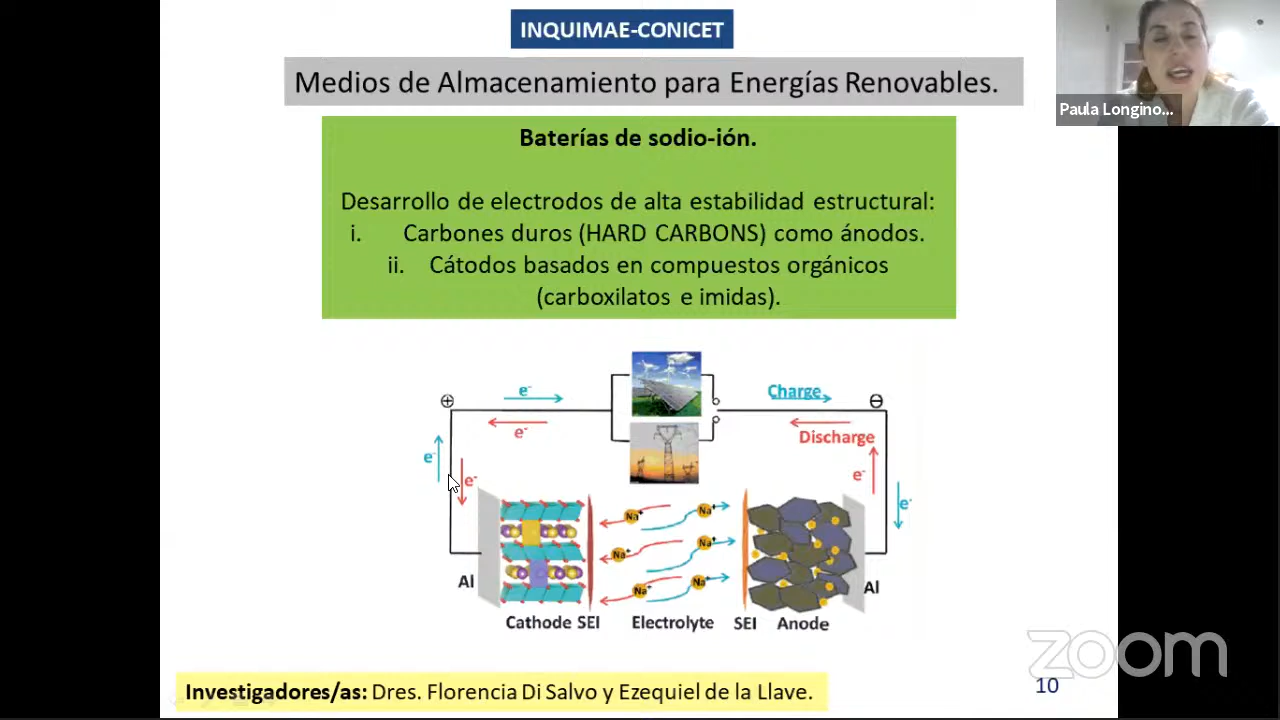 INQUIMAE-CONICET
Medios de Almacenamiento para Energías Renovables.
Paula Longino...
Baterías de sodio-ión.
Desarrollo de electrodos de alta estabilidad estructural:
i. Carbones duros (HARD CARBONS) como ánodos.
ii. Cátodos basados en compuestos orgánicos
(carboxilatos e imidas).
e⁻
Charge
e⁻
Discharge
e⁻
e⁻
e⁻
e⁻
Na⁺
Na⁺
Na⁺
Na⁺
Na⁺
Na⁺
Al
Al
Cathode SEI
Electrolyte
SEI
Anode
zoom
Investigadores/as: Dres. Florencia Di Salvo y Ezequiel de la Llave.
10